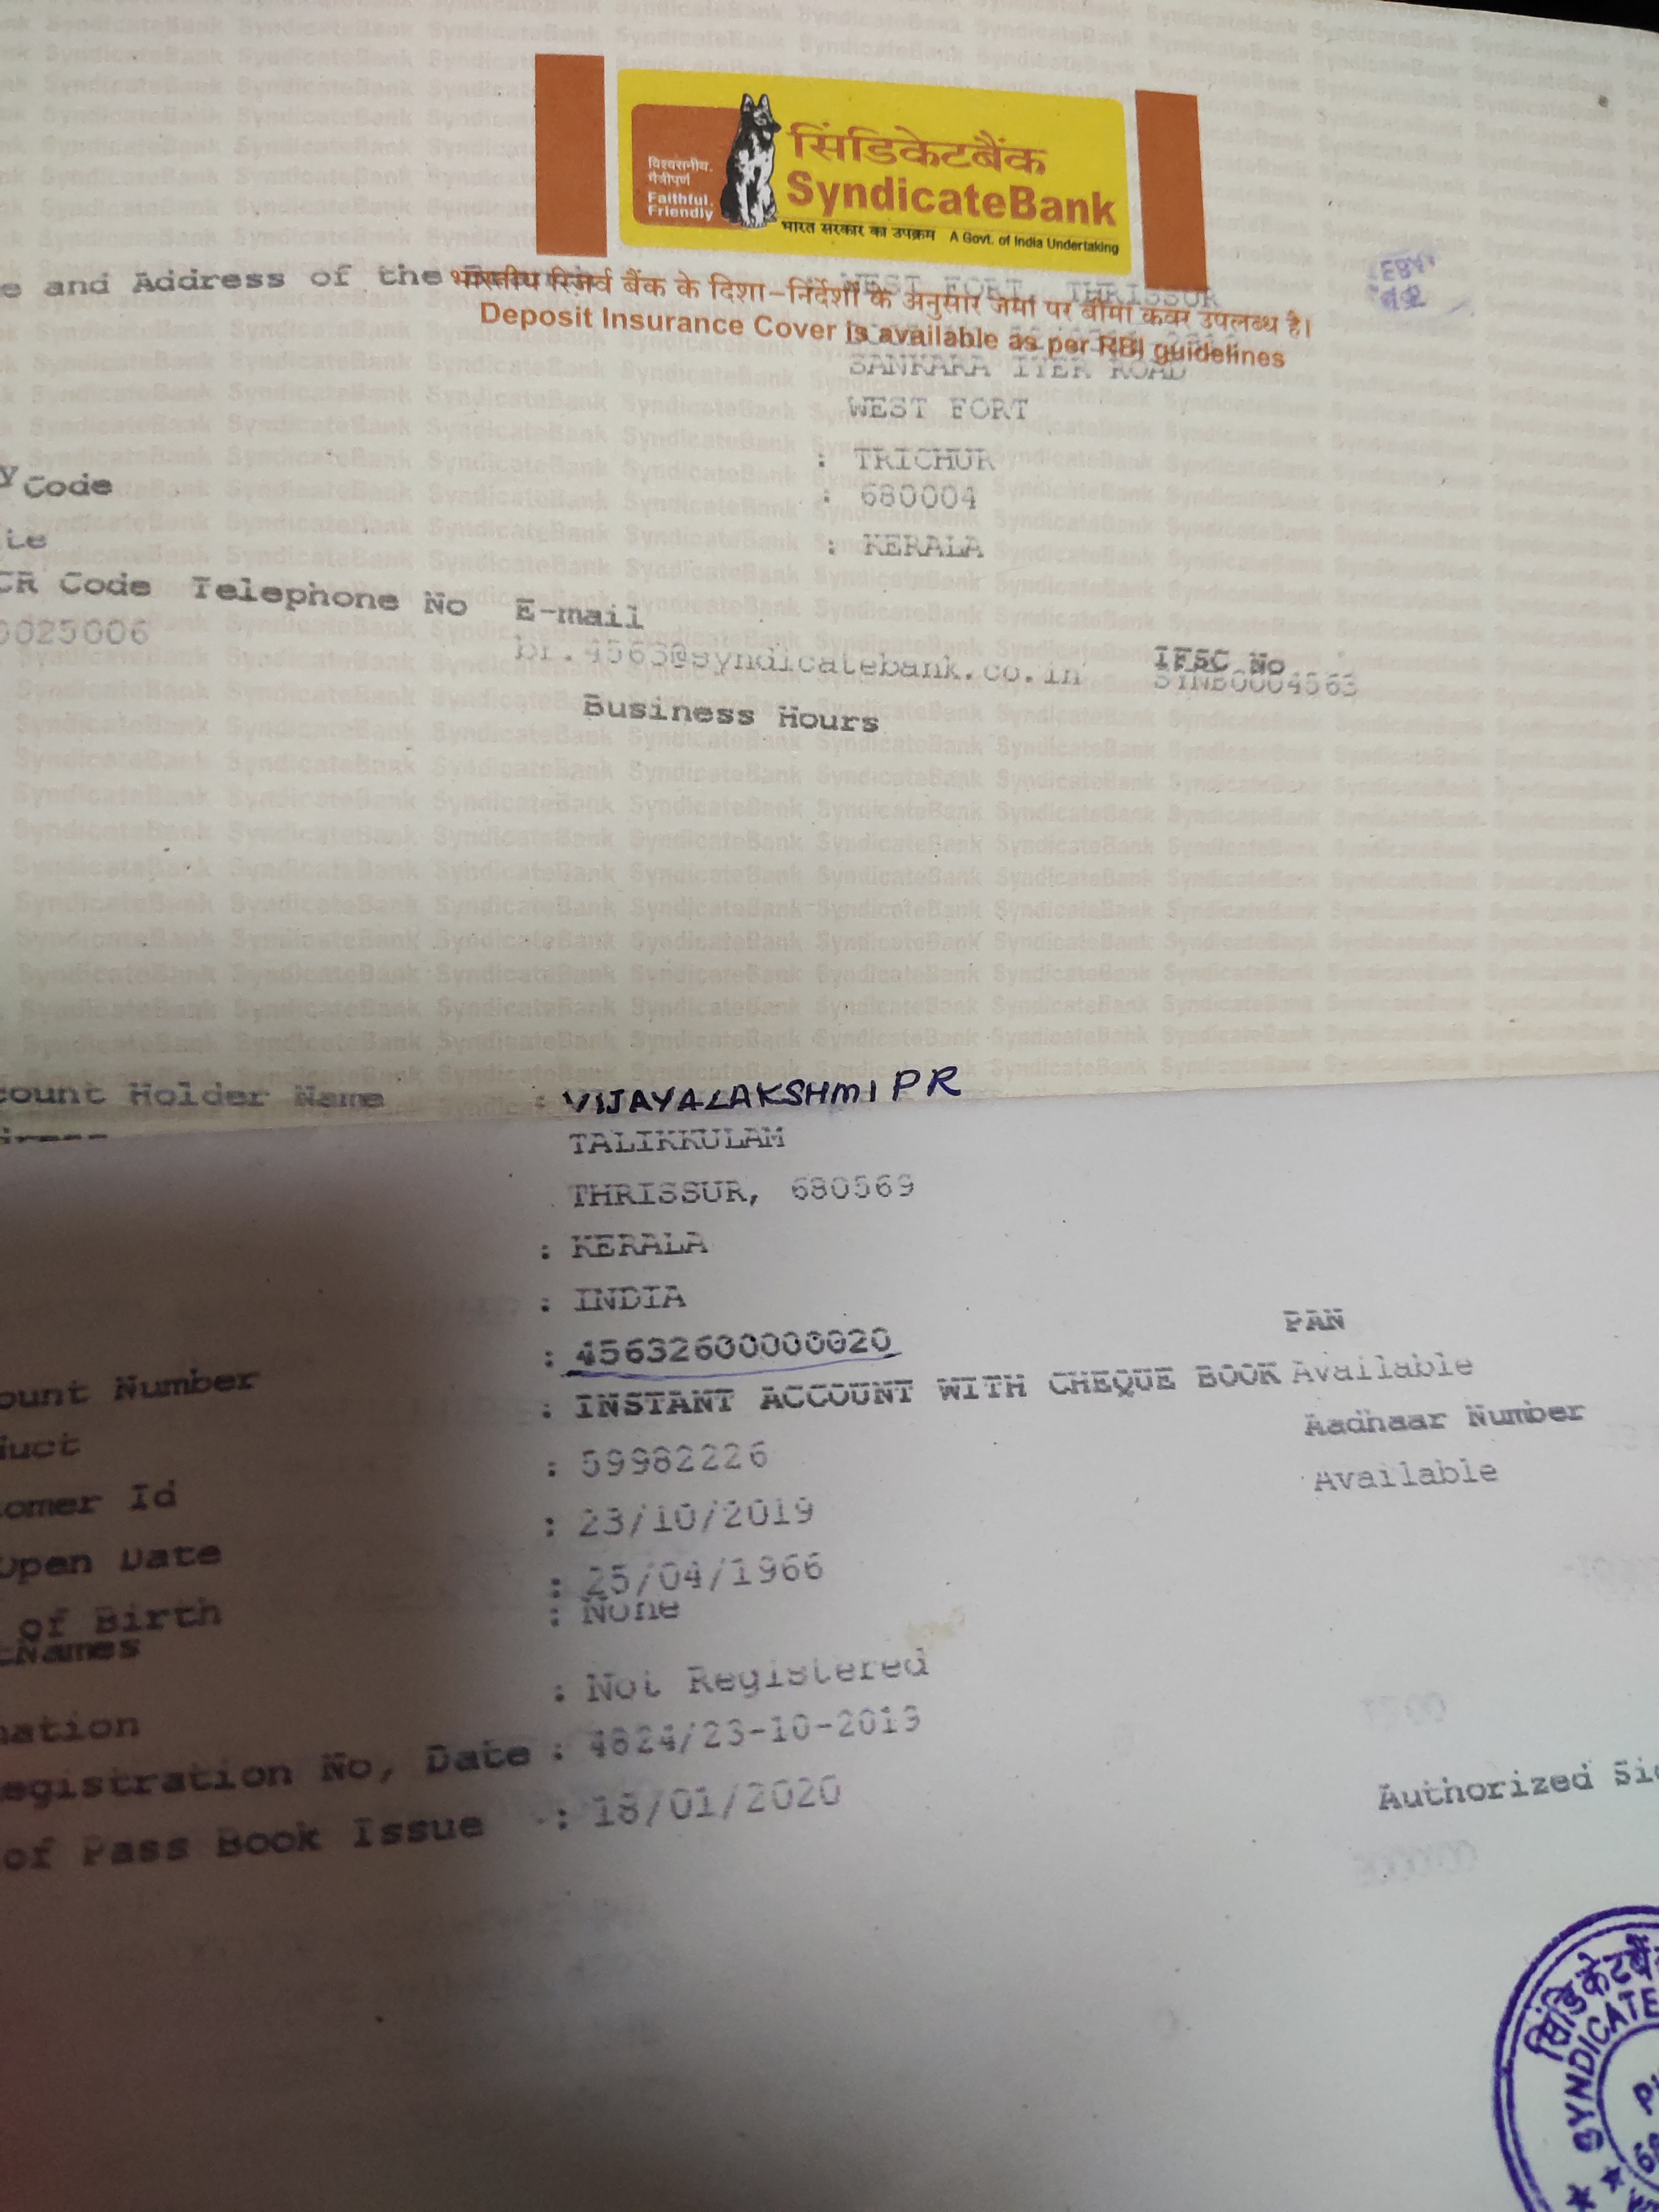 विश्वसनीय.
मैत्रीपूर्ण
Faithful.
Friendly
सिंडिकेटबैंक
SyndicateBank
भारत सरकार का उपक्रम A Govt. of India Undertaking
e and Address of the
WEST FORT, THRISSUR
भारतीय रिज़र्व बैंक के दिशा-निर्देशों के अनुसार जमा पर बीमा कवर उपलब्ध है।
Deposit Insurance Cover is available as per RBI guidelines
SANKARA IYER ROAD
WEST FORT
: TRICHUR
y Code : 680004
: KERALA
CR Code Telephone No E-mail IFSC No
0025006 br.4563@syndicatebank.co.in SYNB0004563
Business Hours
count Holder Name : VIJAYALAKSHMI P R
TALIKKULAM
THRISSUR, 680569
: KERALA
: INDIA
ount Number : 45632600000020 PAN
duct : INSTANT ACCOUNT WITH CHEQUE BOOK Available
omer Id : 59982226 Aadhaar Number
Open Date : 23/10/2019 Available
of Birth : 25/04/1966
tNames : None
nation : Not Registered
egistration No, Date : 4824/23-10-2019
of Pass Book Issue : 18/01/2020
Authorized Sig
सिंडिकेटबैं
SYNDICATE